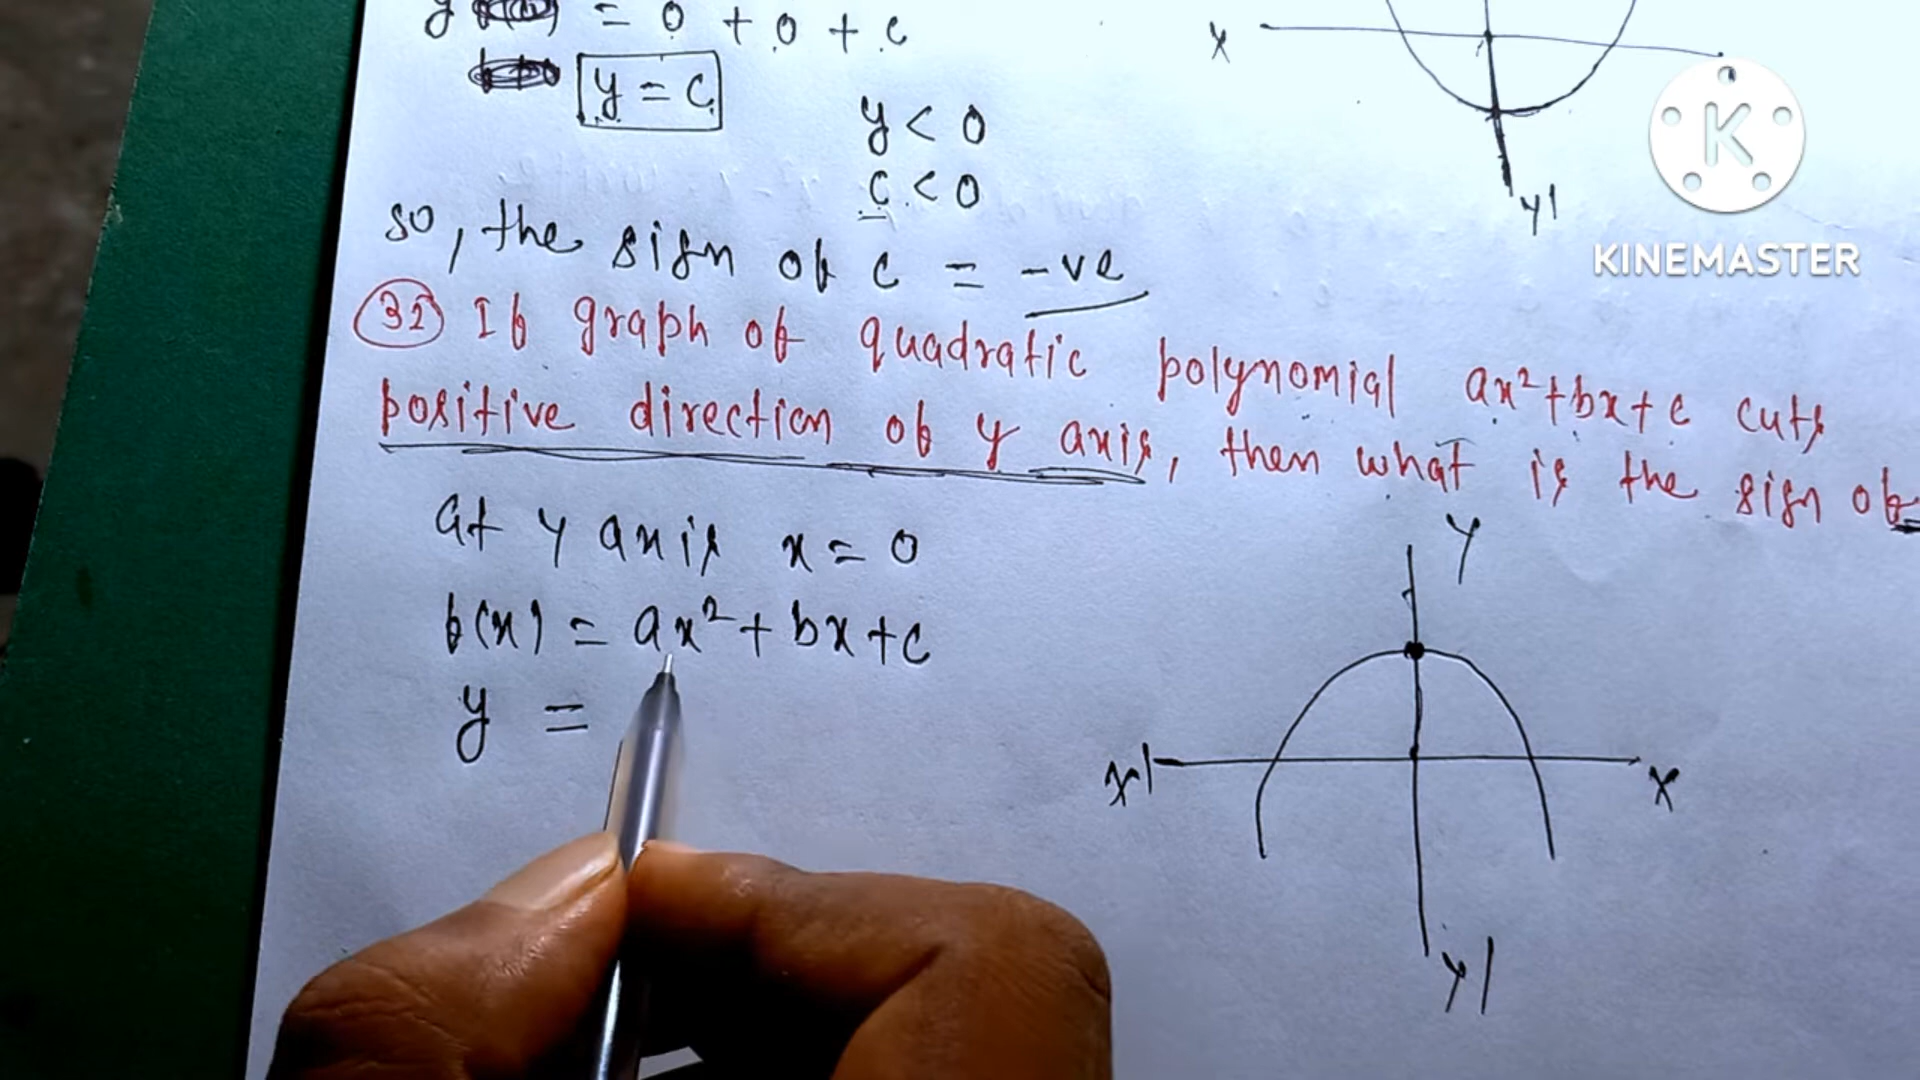 y = 0 + 0 + c
y = c
y < 0
c < 0
so, the sign of c = -ve
X
y'
KINEMASTER
32 If graph of quadratic polynomial ax²+bx+c cuts
positive direction of y axis, then what is the sign of
at y axis x = 0
f(x) = ax² + bx + c
y =
Y
X'
X
y'